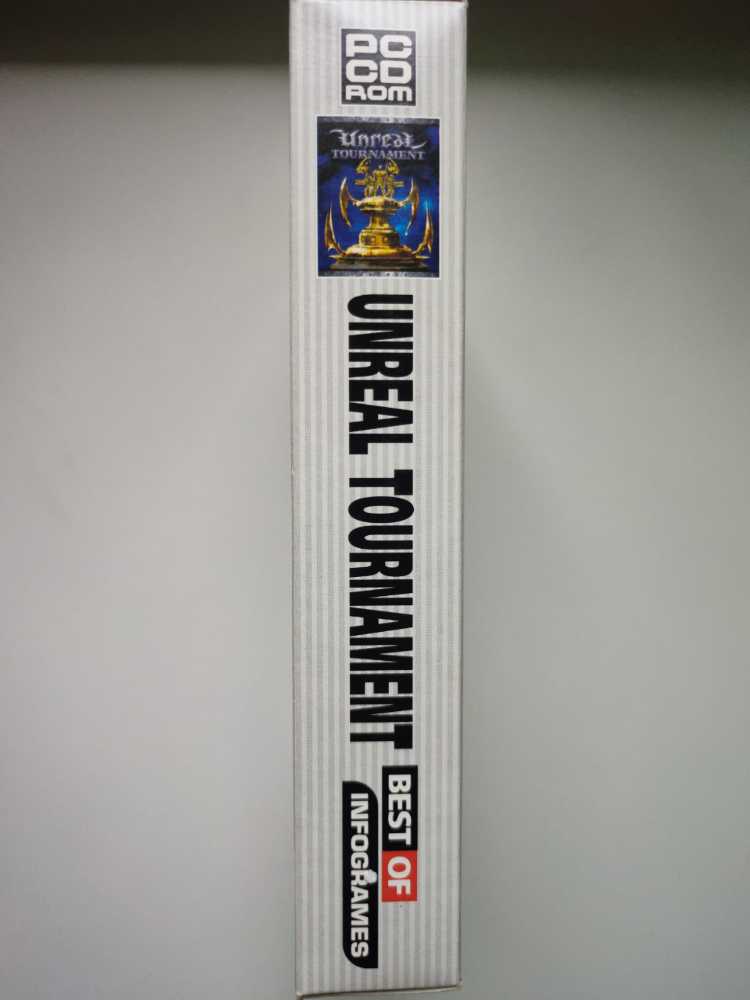 PC
CD
ROM
Unreal
TOURNAMENT
UNREAL TOURNAMENT
BEST OF
INFOGRAMES